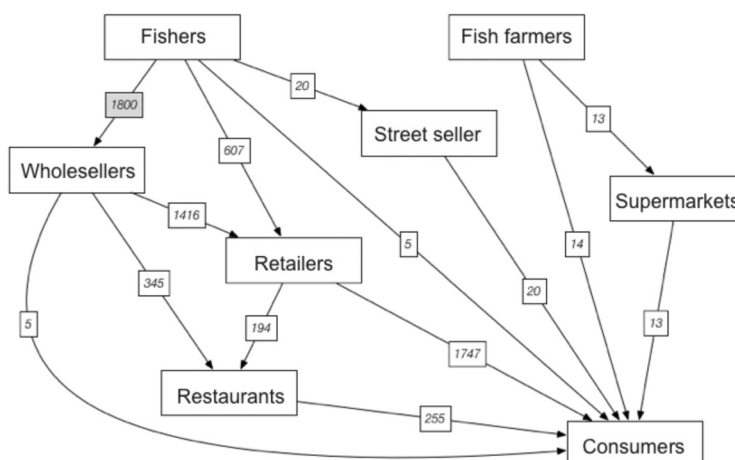 Fishers
Fish farmers
20
1800
13
Street seller
607
Wholesellers
Supermarkets
1416
5
14
Retailers
345
20
5
194
13
1747
Restaurants
255
Consumers